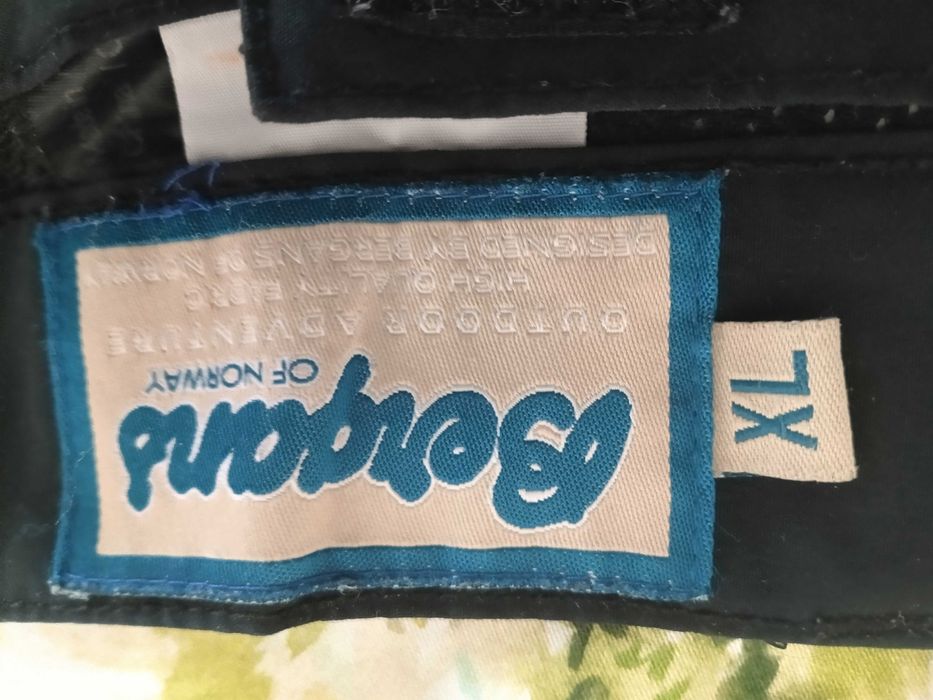 Bergans
OF NORWAY
OUTDOOR ADVENTURE
HIGH QUALITY FABRIC
DESIGNED BY BERGANS OF NORWAY
XL